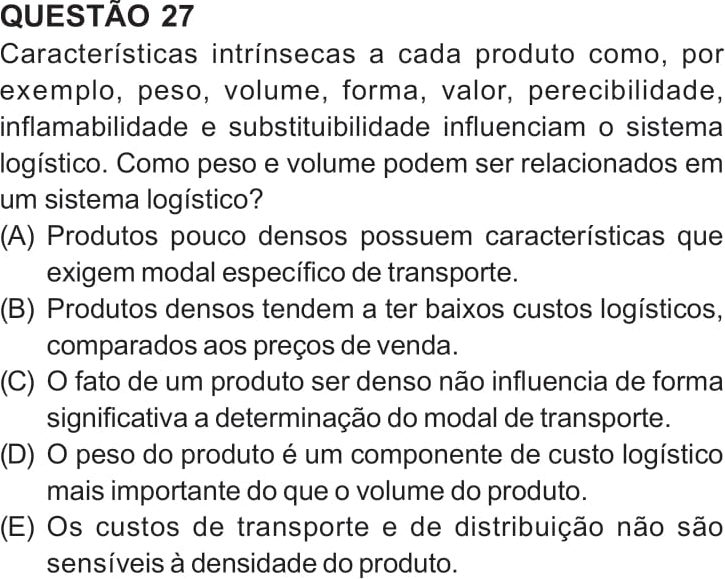 QUESTÃO 27
Características intrínsecas a cada produto como, por
exemplo, peso, volume, forma, valor, perecibilidade,
inflamabilidade e substituibilidade influenciam o sistema
logístico. Como peso e volume podem ser relacionados em
um sistema logístico?
(A) Produtos pouco densos possuem características que
exigem modal específico de transporte.
(B) Produtos densos tendem a ter baixos custos logísticos,
comparados aos preços de venda.
(C) O fato de um produto ser denso não influencia de forma
significativa a determinação do modal de transporte.
(D) O peso do produto é um componente de custo logístico
mais importante do que o volume do produto.
(E) Os custos de transporte e de distribuição não são
sensíveis à densidade do produto.